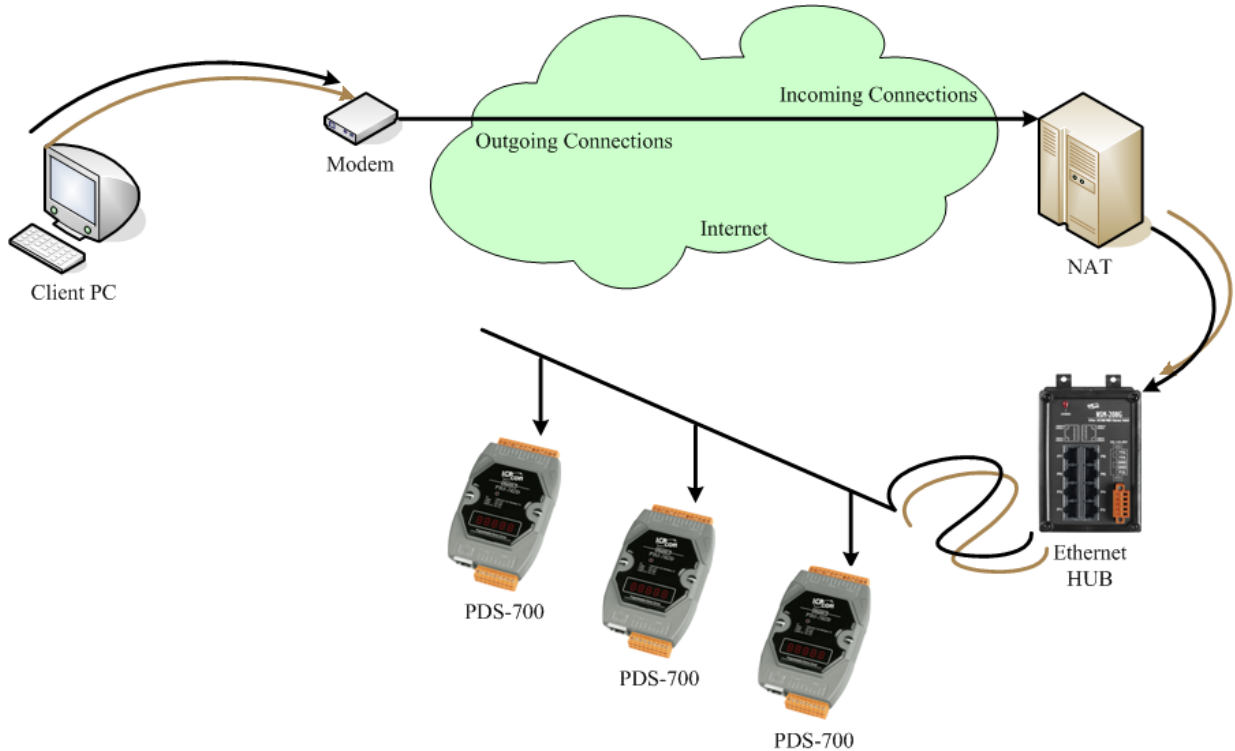 Incoming Connections
Outgoing Connections
Modem
Internet
NAT
Client PC
Ethernet
HUB
PDS-700
PDS-700
PDS-700